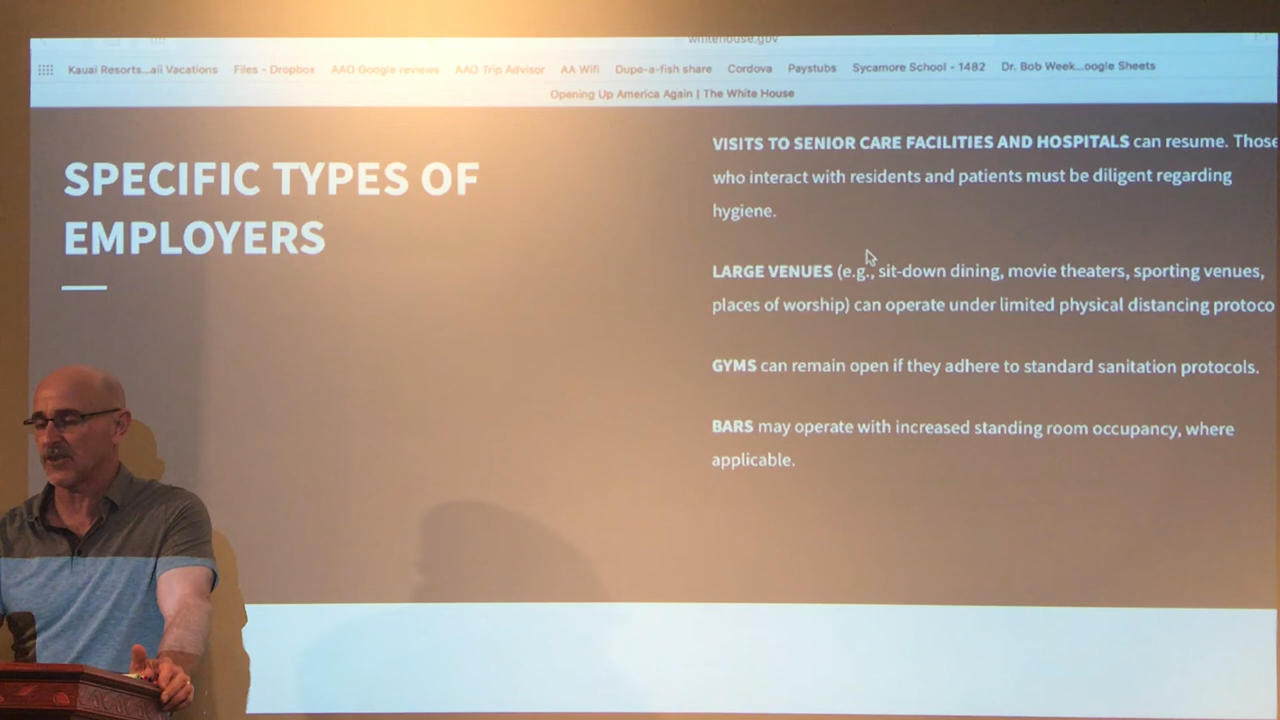 whitehouse.gov
Kauai Resorts...aii Vacations Files - Dropbox AAO Google reviews AAO Trip Advisor AA Wifi Dupe-a-fish share Cordova Paystubs Sycamore School - 1482 Dr. Bob Week...oogle Sheets
Opening Up America Again | The White House
SPECIFIC TYPES OF
EMPLOYERS
VISITS TO SENIOR CARE FACILITIES AND HOSPITALS can resume. Those
who interact with residents and patients must be diligent regarding
hygiene.
LARGE VENUES (e.g., sit-down dining, movie theaters, sporting venues,
places of worship) can operate under limited physical distancing protoco
GYMS can remain open if they adhere to standard sanitation protocols.
BARS may operate with increased standing room occupancy, where
applicable.